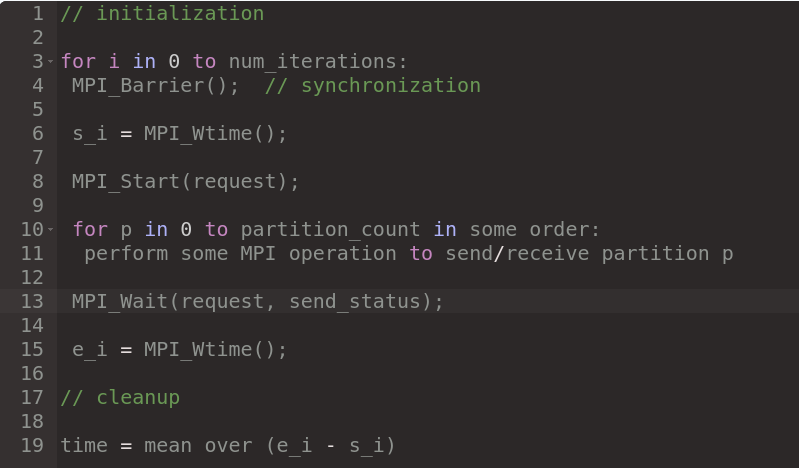 1 // initialization
2
3 for i in 0 to num_iterations:
4 MPI_Barrier();  // synchronization
5
6 s_i = MPI_Wtime();
7
8 MPI_Start(request);
9
10 for p in 0 to partition_count in some order:
11 perform some MPI operation to send/receive partition p
12
13 MPI_Wait(request, send_status);
14
15 e_i = MPI_Wtime();
16
17 // cleanup
18
19 time = mean over (e_i - s_i)